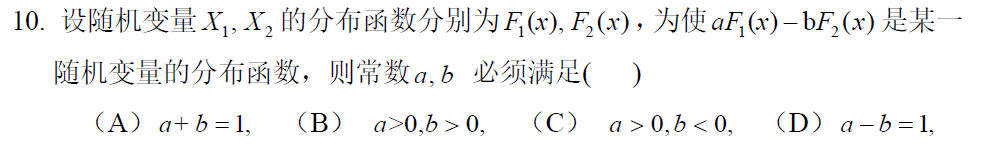 10. 设随机变量 X₁, X₂ 的分布函数分别为 F₁(x), F₂(x)，为使 aF₁(x)−bF₂(x) 是某一
随机变量的分布函数，则常数 a, b 必须满足(    )
（A） a+ b = 1,  （B） a>0,b > 0,  （C） a > 0,b < 0,  （D） a − b = 1,